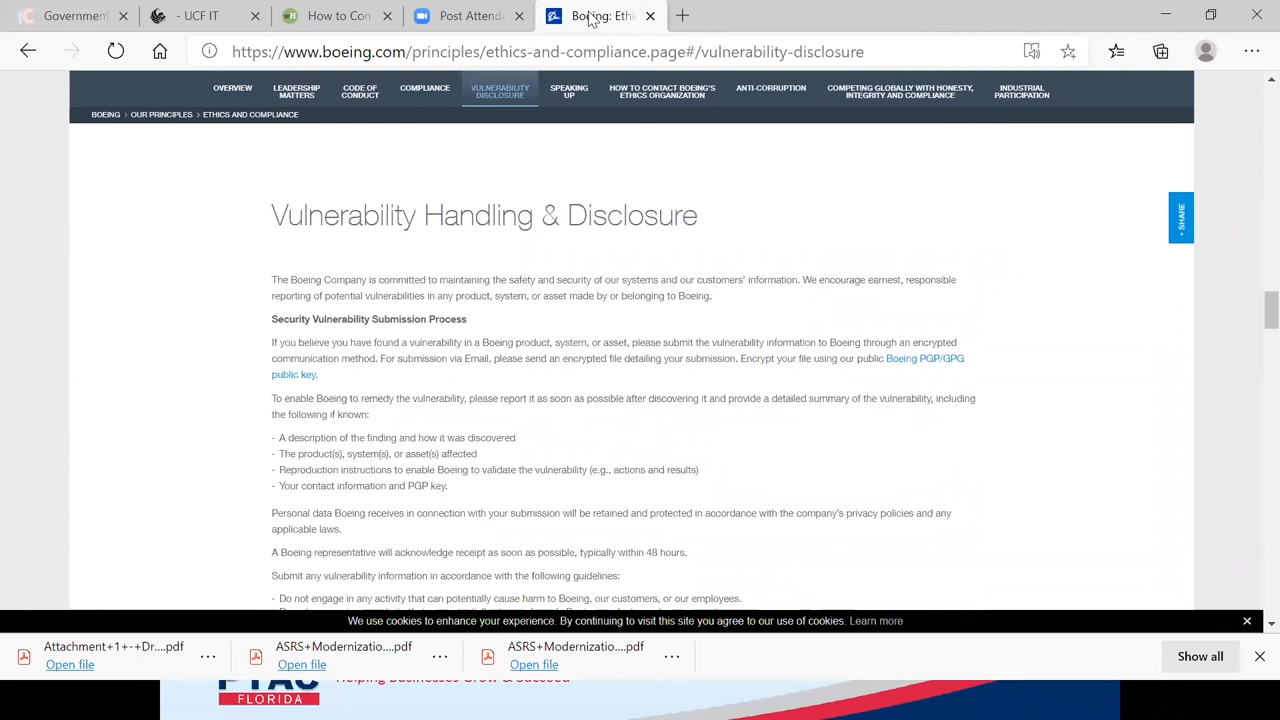 Government
UCF IT
How to Co
Post Attende
Boeing: Ethi
https://www.boeing.com/principles/ethics-and-compliance.page#/vulnerability-disclosure
OVERVIEW
LEADERSHIP
MATTERS
CODE OF
CONDUCT
COMPLIANCE
VULNERABILITY
DISCLOSURE
SPEAKING
UP
HOW TO CONTACT BOEING'S
ETHICS ORGANIZATION
ANTI-CORRUPTION
COMPETING GLOBALLY WITH HONESTY,
INTEGRITY AND COMPLIANCE
INDUSTRIAL
PARTICIPATION
BOEING > OUR PRINCIPLES > ETHICS AND COMPLIANCE
+ SHARE
Vulnerability Handling & Disclosure
The Boeing Company is committed to maintaining the safety and security of our systems and our customers' information. We encourage earnest, responsible
reporting of potential vulnerabilities in any product, system, or asset made by or belonging to Boeing.
Security Vulnerability Submission Process
If you believe you have found a vulnerability in a Boeing product, system, or asset, please submit the vulnerability information to Boeing through an encrypted
communication method. For submission via Email, please send an encrypted file detailing your submission. Encrypt your file using our public Boeing PGP/GPG
public key.
To enable Boeing to remedy the vulnerability, please report it as soon as possible after discovering it and provide a detailed summary of the vulnerability, including
the following if known:
- A description of the finding and how it was discovered
- The product(s), system(s), or asset(s) affected
- Reproduction instructions to enable Boeing to validate the vulnerability (e.g., actions and results)
- Your contact information and PGP key.
Personal data Boeing receives in connection with your submission will be retained and protected in accordance with the company's privacy policies and any
applicable laws.
A Boeing representative will acknowledge receipt as soon as possible, typically within 48 hours.
Submit any vulnerability information in accordance with the following guidelines:
- Do not engage in any activity that can potentially cause harm to Boeing, our customers, or our employees.
We use cookies to enhance your experience. By continuing to visit this site you agree to our use of cookies. Learn more
Attachment+1+-+Dr....pdf
Open file
ASRS+Modernizatio....pdf
Open file
ASRS+Modernizatio....pdf
Open file
Show all
PTAC
FLORIDA
Helping Businesses Grow & Succeed